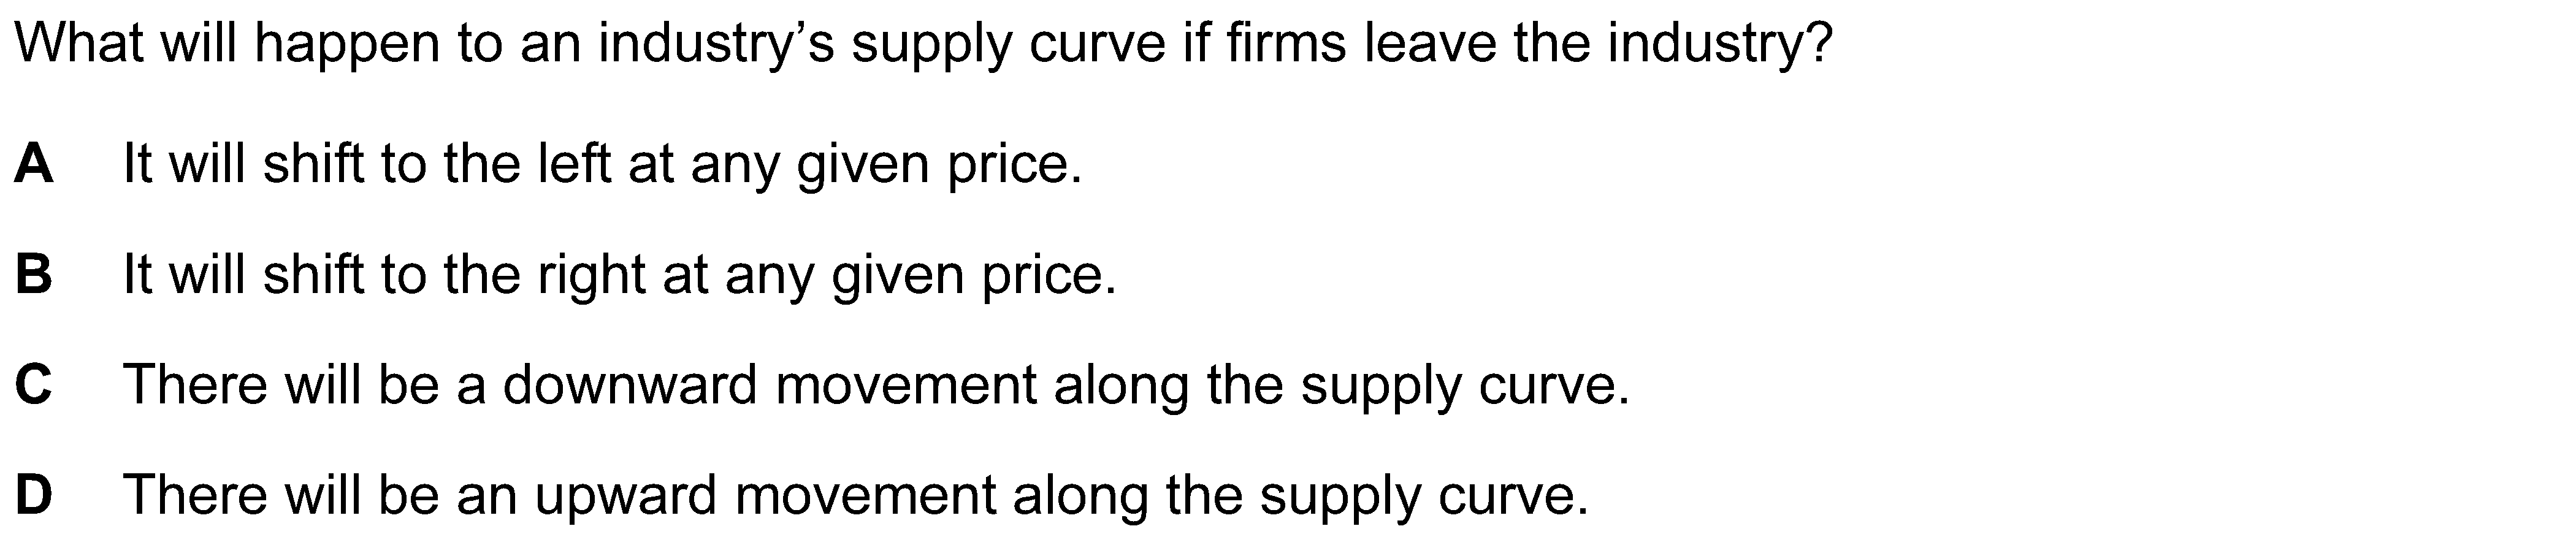 What will happen to an industry’s supply curve if firms leave the industry?
A It will shift to the left at any given price.
B It will shift to the right at any given price.
C There will be a downward movement along the supply curve.
D There will be an upward movement along the supply curve.